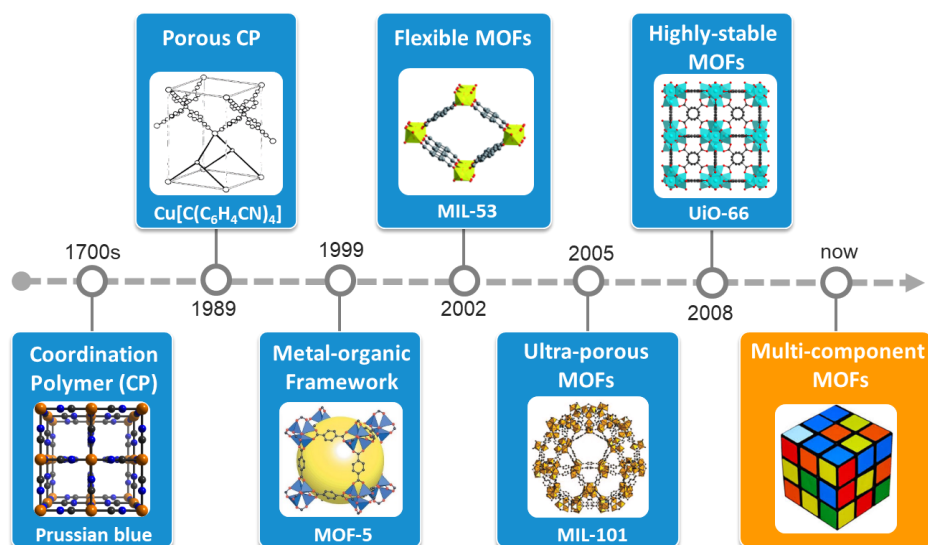 Porous CP
Cu[C(C₆H₄CN)₄]
Flexible MOFs
MIL-53
Highly-stable
MOFs
UiO-66
1700s
1989
1999
2002
2005
2008
now
Coordination
Polymer (CP)
Prussian blue
Metal-organic
Framework
MOF-5
Ultra-porous
MOFs
MIL-101
Multi-component
MOFs